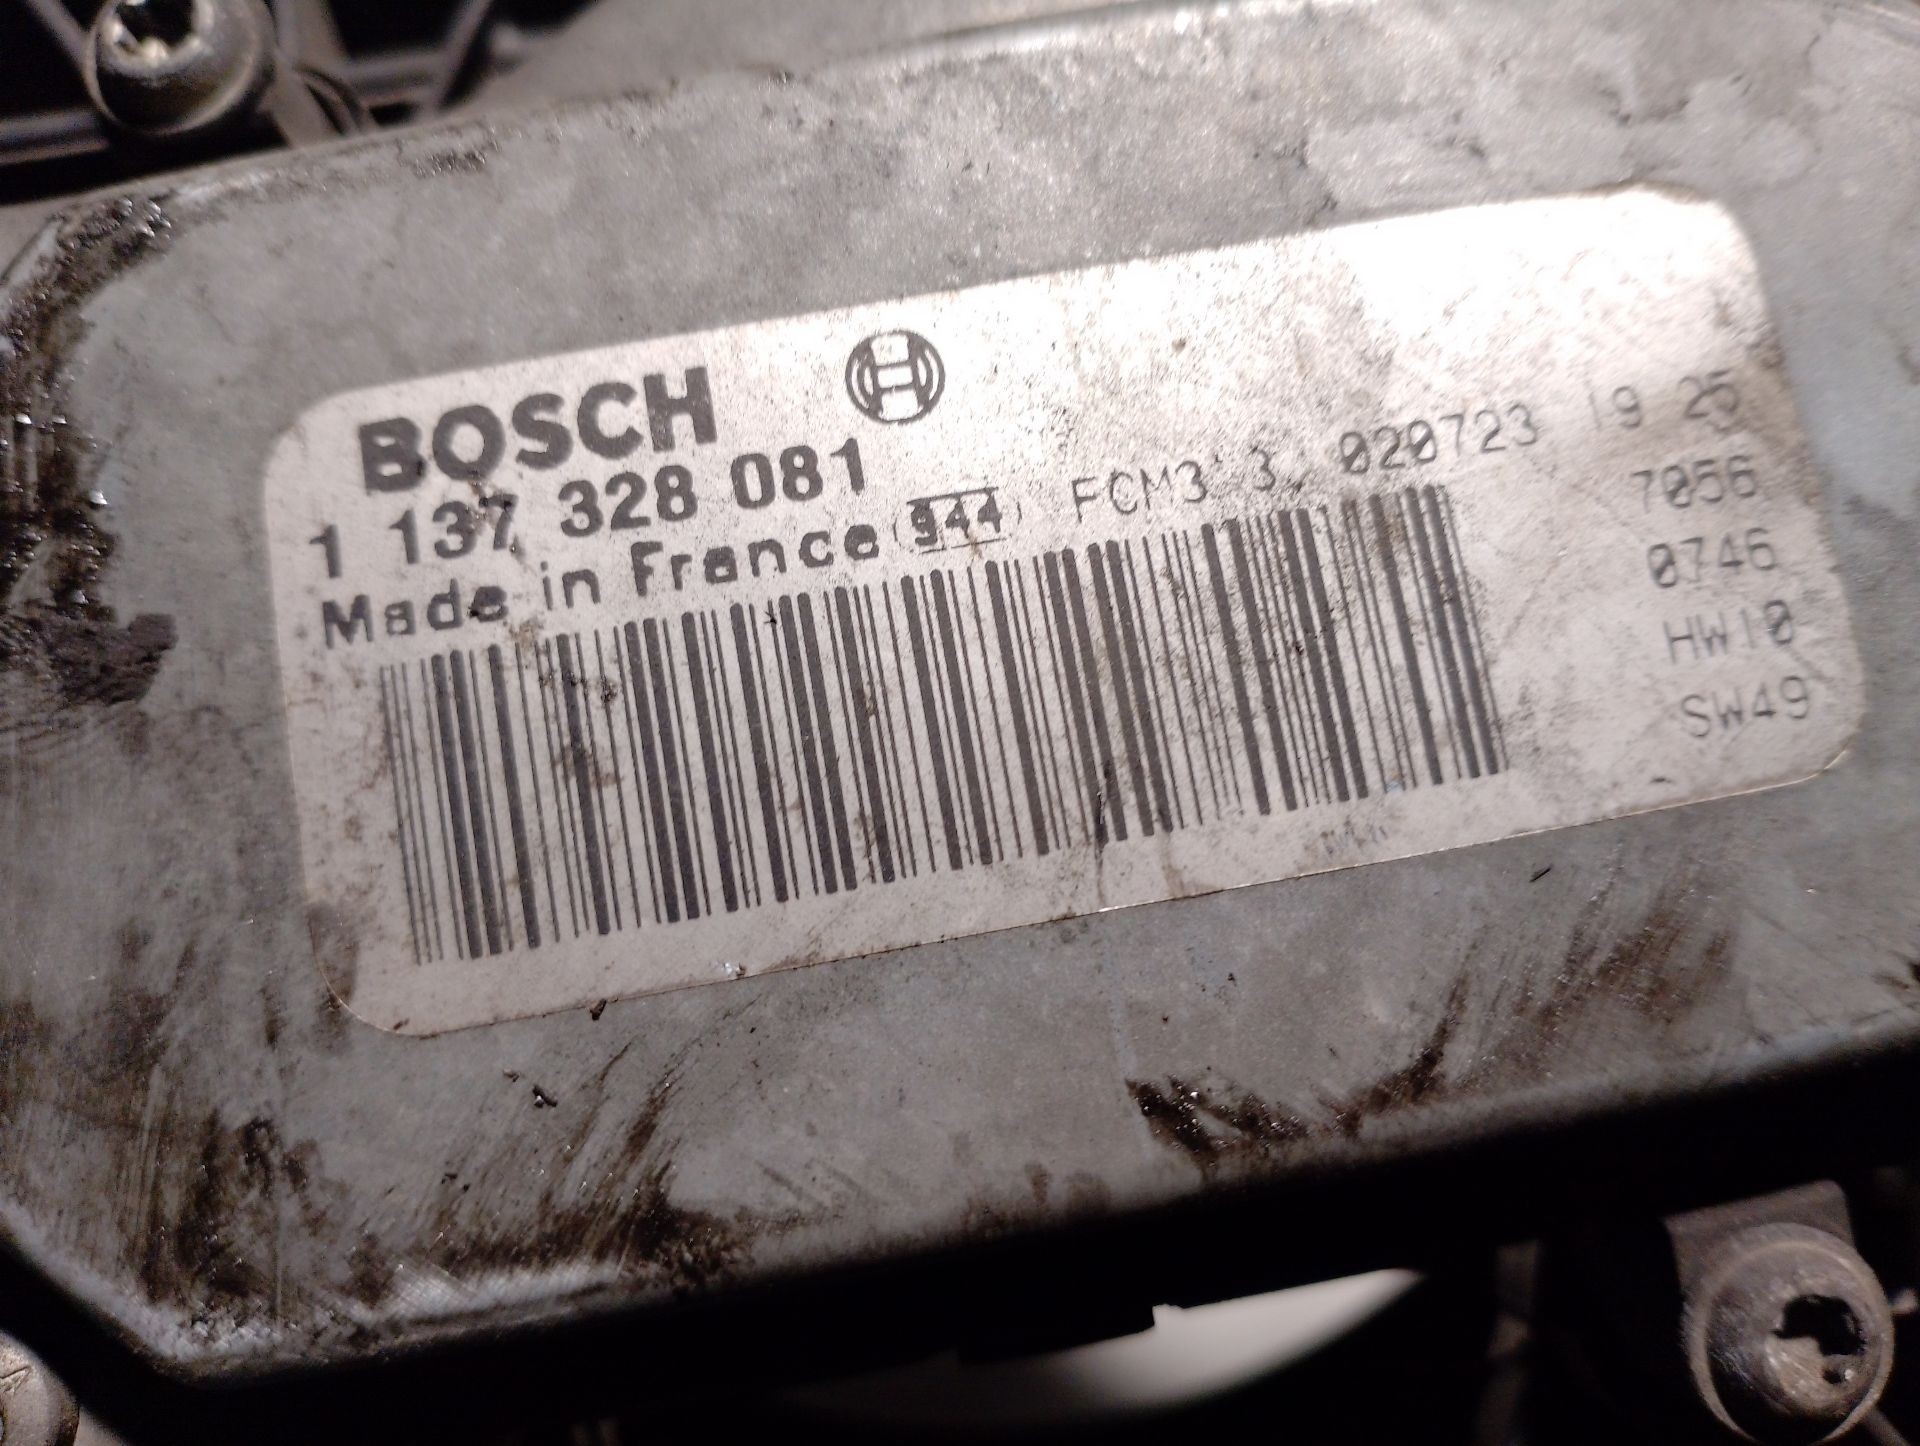 BOSCH
1 137 328 081
Made in France (944) FCM3'3 020723 19 25
7056
0746
HW10
SW49